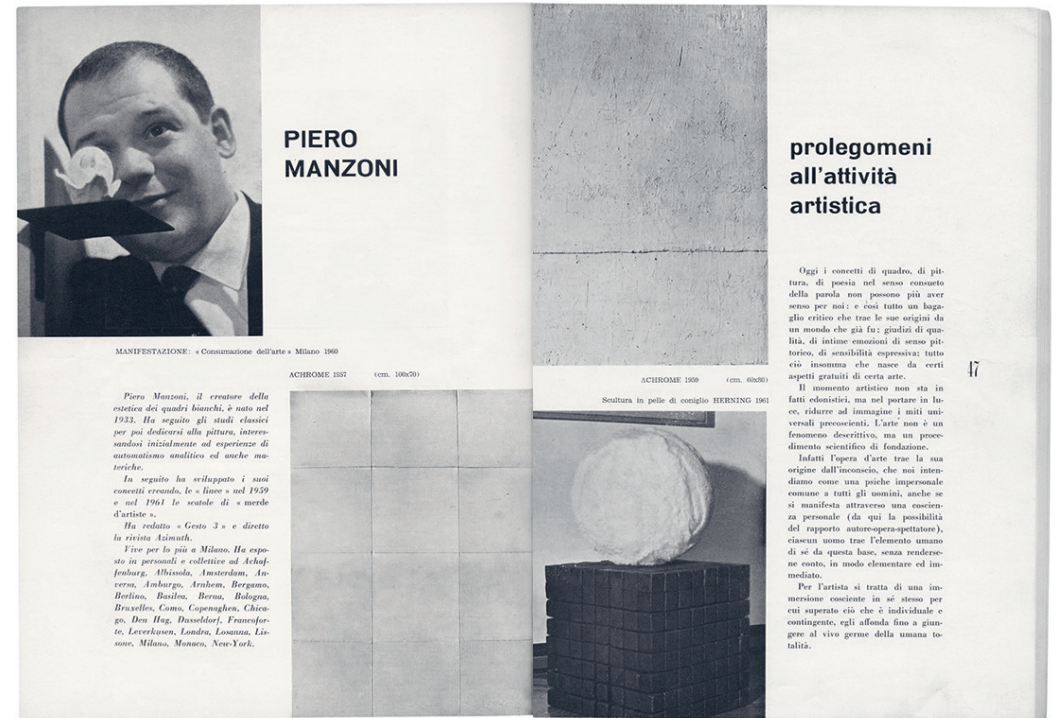 PIERO
MANZONI
MANIFESTAZIONE: « Consumazione dell'arte » Milano 1960
ACHROME 1957 (cm. 100x70)
Piero Manzoni, il creatore della
estetica dei quadri bianchi, è nato nel
1933. Ha seguito gli studi classici
per poi dedicarsi alla pittura, interes-
sandosi inizialmente ad esperienze di
automatismo analitico ed anche ma-
teriche.
In seguito ha sviluppato i suoi
concetti creando, le « linee » nel 1959
e nel 1961 le scatole di « merde
d'artiste ».
Ha redatto « Gesto 3 » e diretto
la rivista Azimuth.
Vive per lo più a Milano. Ha espo-
sto in personali e collettive ad Achaf-
fenburg, Albissola, Amsterdam, An-
versa, Amburgo, Arnhem, Bergamo,
Berlino, Basilea, Berna, Bologna,
Bruxelles, Como, Copenaghen, Chica-
go, Den Hag, Dusseldorf, Francofor-
te, Leverkusen, Londra, Losanna, Lis-
sone, Milano, Monaco, New-York.
ACHROME 1959 (cm. 60x80)
Scultura in pelle di coniglio HERNING 1961
prolegomeni
all'attività
artistica
Oggi i concetti di quadro, di pit-
tura, di poesia nel senso consueto
della parola non possono più aver
senso per noi: e così tutto un baga-
glio critico che trae le sue origini da
un mondo che già fu; giudizi di qua-
lità, di intime emozioni di senso pit-
torico, di sensibilità espressiva; tutto
ciò insomma che nasce da certi
aspetti gratuiti di certa arte.
Il momento artistico non sta in
fatti edonistici, ma nel portare in lu-
ce, ridurre ad immagine i miti uni-
versali precoscienti. L'arte non è un
fenomeno descrittivo, ma un proce-
dimento scientifico di fondazione.
Infatti l'opera d'arte trae la sua
origine dall'inconscio, che noi inten-
diamo come una psiche impersonale
comune a tutti gli uomini, anche se
si manifesta attraverso una coscien-
za personale (da qui la possibilità
del rapporto autore-opera-spettatore),
ciascun uomo trae l'elemento umano
di sé da questa base, senza renderse-
ne conto, in modo elementare ed im-
mediato.
Per l'artista si tratta di una im-
mersione cosciente in sé stesso per
cui superato ciò che è individuale e
contingente, egli affonda fino a giun-
gere al vivo germe della umana to-
talità.
47